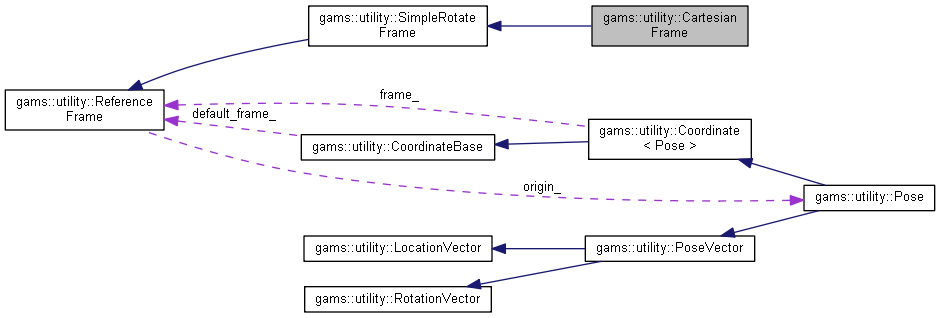 gams::utility::SimpleRotate
Frame
gams::utility::Cartesian
Frame
gams::utility::Reference
Frame
frame_
default_frame_
gams::utility::CoordinateBase
gams::utility::Coordinate
< Pose >
origin_
gams::utility::Pose
gams::utility::LocationVector
gams::utility::PoseVector
gams::utility::RotationVector